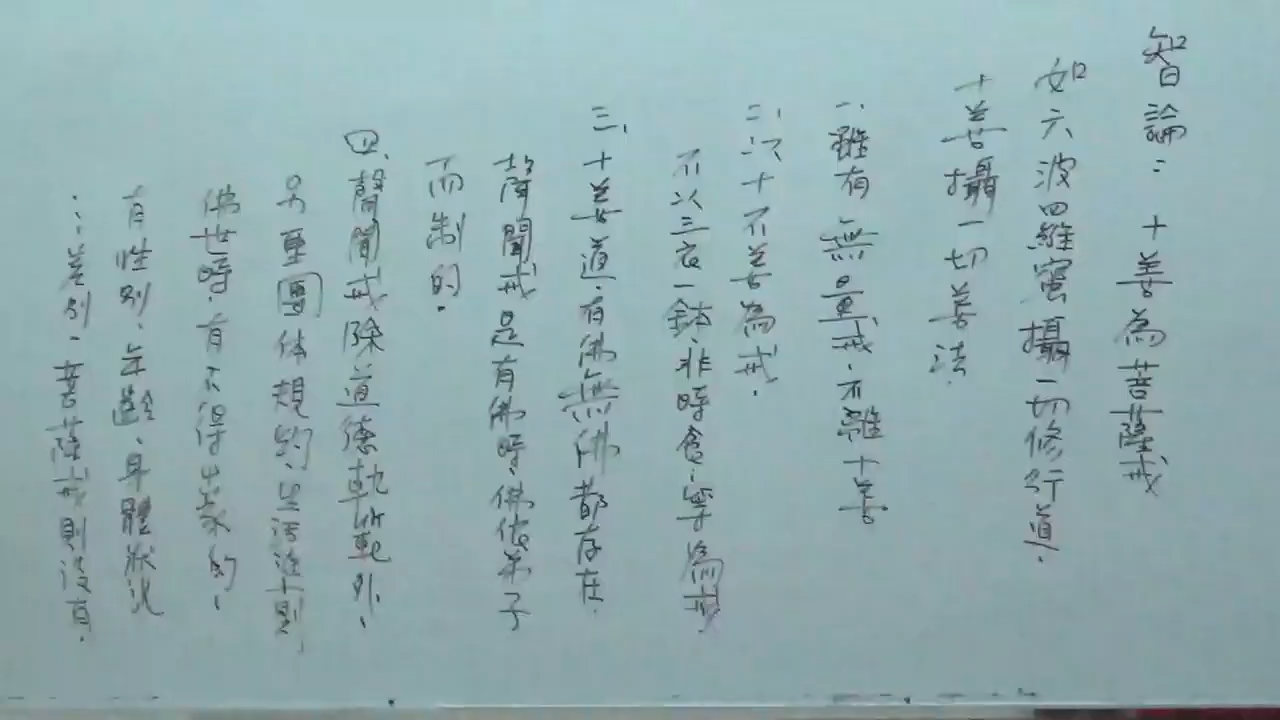 智論：十善為菩薩戒
如六波羅蜜攝一切修行道．
十善攝一切善法．
一、雖有無量戒．不離十善
二、以十不善為戒．
不以三衣一鉢、非時食、等為戒．
三、十善道．有佛無佛都存在．
聲聞戒是有佛時、佛依弟子
而制的．
四、聲聞戒除道德軌範外、
另重團体規約、生活準則、
佛世時．有不得出家的、
有性別、年齡、身體狀況
…差別．菩薩戒則沒有．